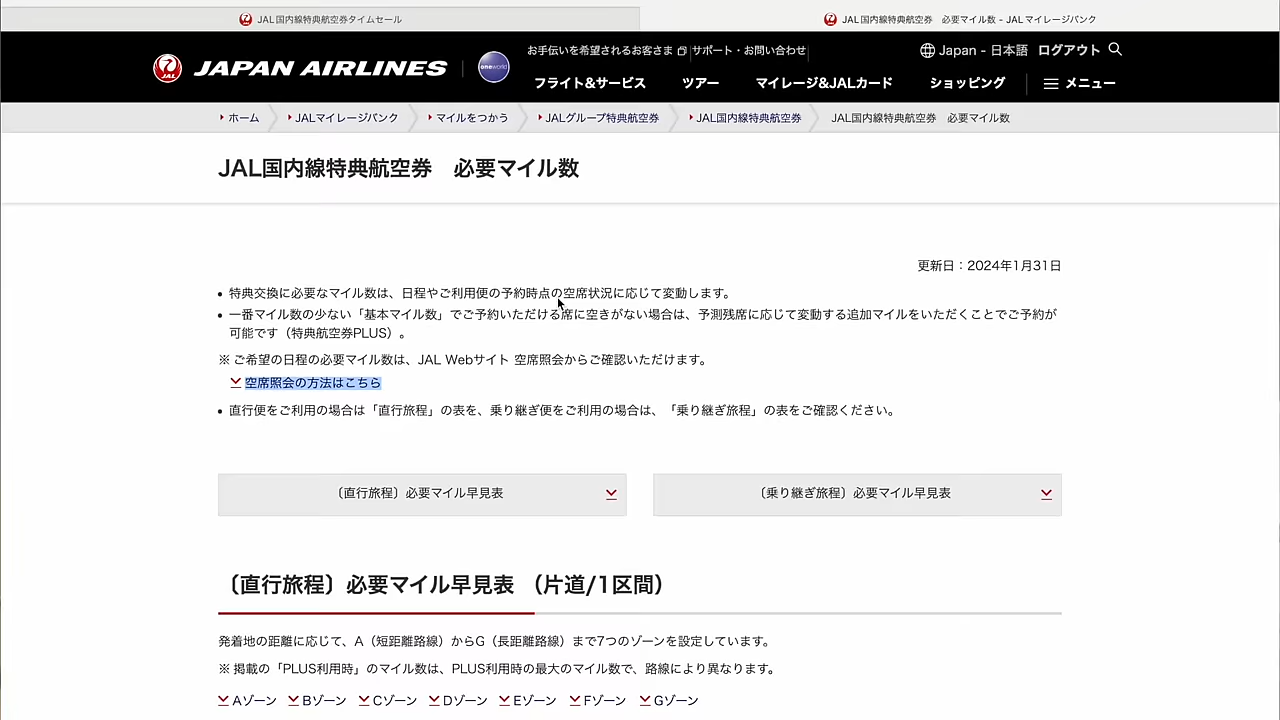 JAL国内線特典航空券タイムセール
JAL国内線特典航空券　必要マイル数 - JALマイレージバンク
JAL
JAPAN AIRLINES
oneworld
お手伝いを希望されるお客さま
サポート・お問い合わせ
Japan - 日本語
ログアウト
フライト&サービス
ツアー
マイレージ&JALカード
ショッピング
メニュー
ホーム
JALマイレージバンク
マイルをつかう
JALグループ特典航空券
JAL国内線特典航空券
JAL国内線特典航空券　必要マイル数
JAL国内線特典航空券　必要マイル数
更新日：2024年1月31日
• 特典交換に必要なマイル数は、日程やご利用便の予約時点の空席状況に応じて変動します。
• 一番マイル数の少ない「基本マイル数」でご予約いただける席に空きがない場合は、予測残席に応じて変動する追加マイルをいただくことでご予約が
可能です（特典航空券PLUS）。
※ ご希望の日程の必要マイル数は、JAL Webサイト 空席照会からご確認いただけます。
空席照会の方法はこちら
• 直行便をご利用の場合は「直行旅程」の表を、乗り継ぎ便をご利用の場合は、「乗り継ぎ旅程」の表をご確認ください。
〔直行旅程〕必要マイル早見表
〔乗り継ぎ旅程〕必要マイル早見表
〔直行旅程〕必要マイル早見表 （片道/1区間）
発着地の距離に応じて、A（短距離路線）からG（長距離路線）まで7つのゾーンを設定しています。
※ 掲載の「PLUS利用時」のマイル数は、PLUS利用時の最大のマイル数で、路線により異なります。
Aゾーン
Bゾーン
Cゾーン
Dゾーン
Eゾーン
Fゾーン
Gゾーン